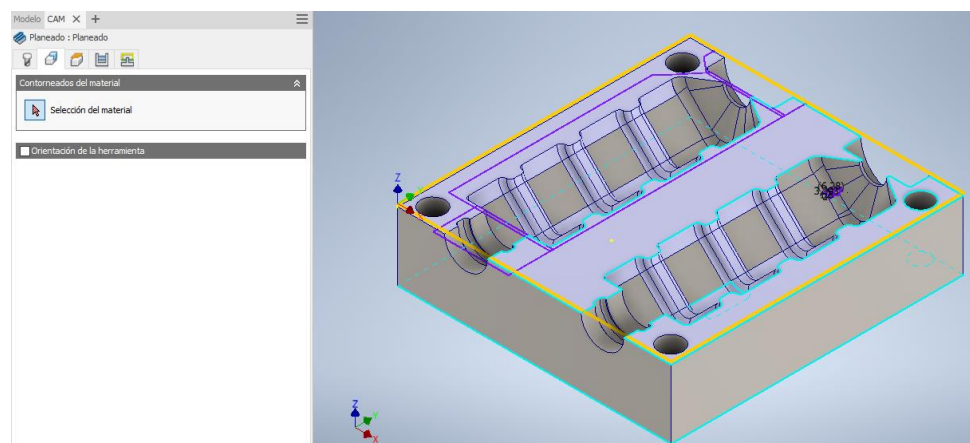 Modelo CAM
Planeado : Planeado
Contorneados del material
Selección del material
Orientación de la herramienta
Z
Y
X
Z
Y
X